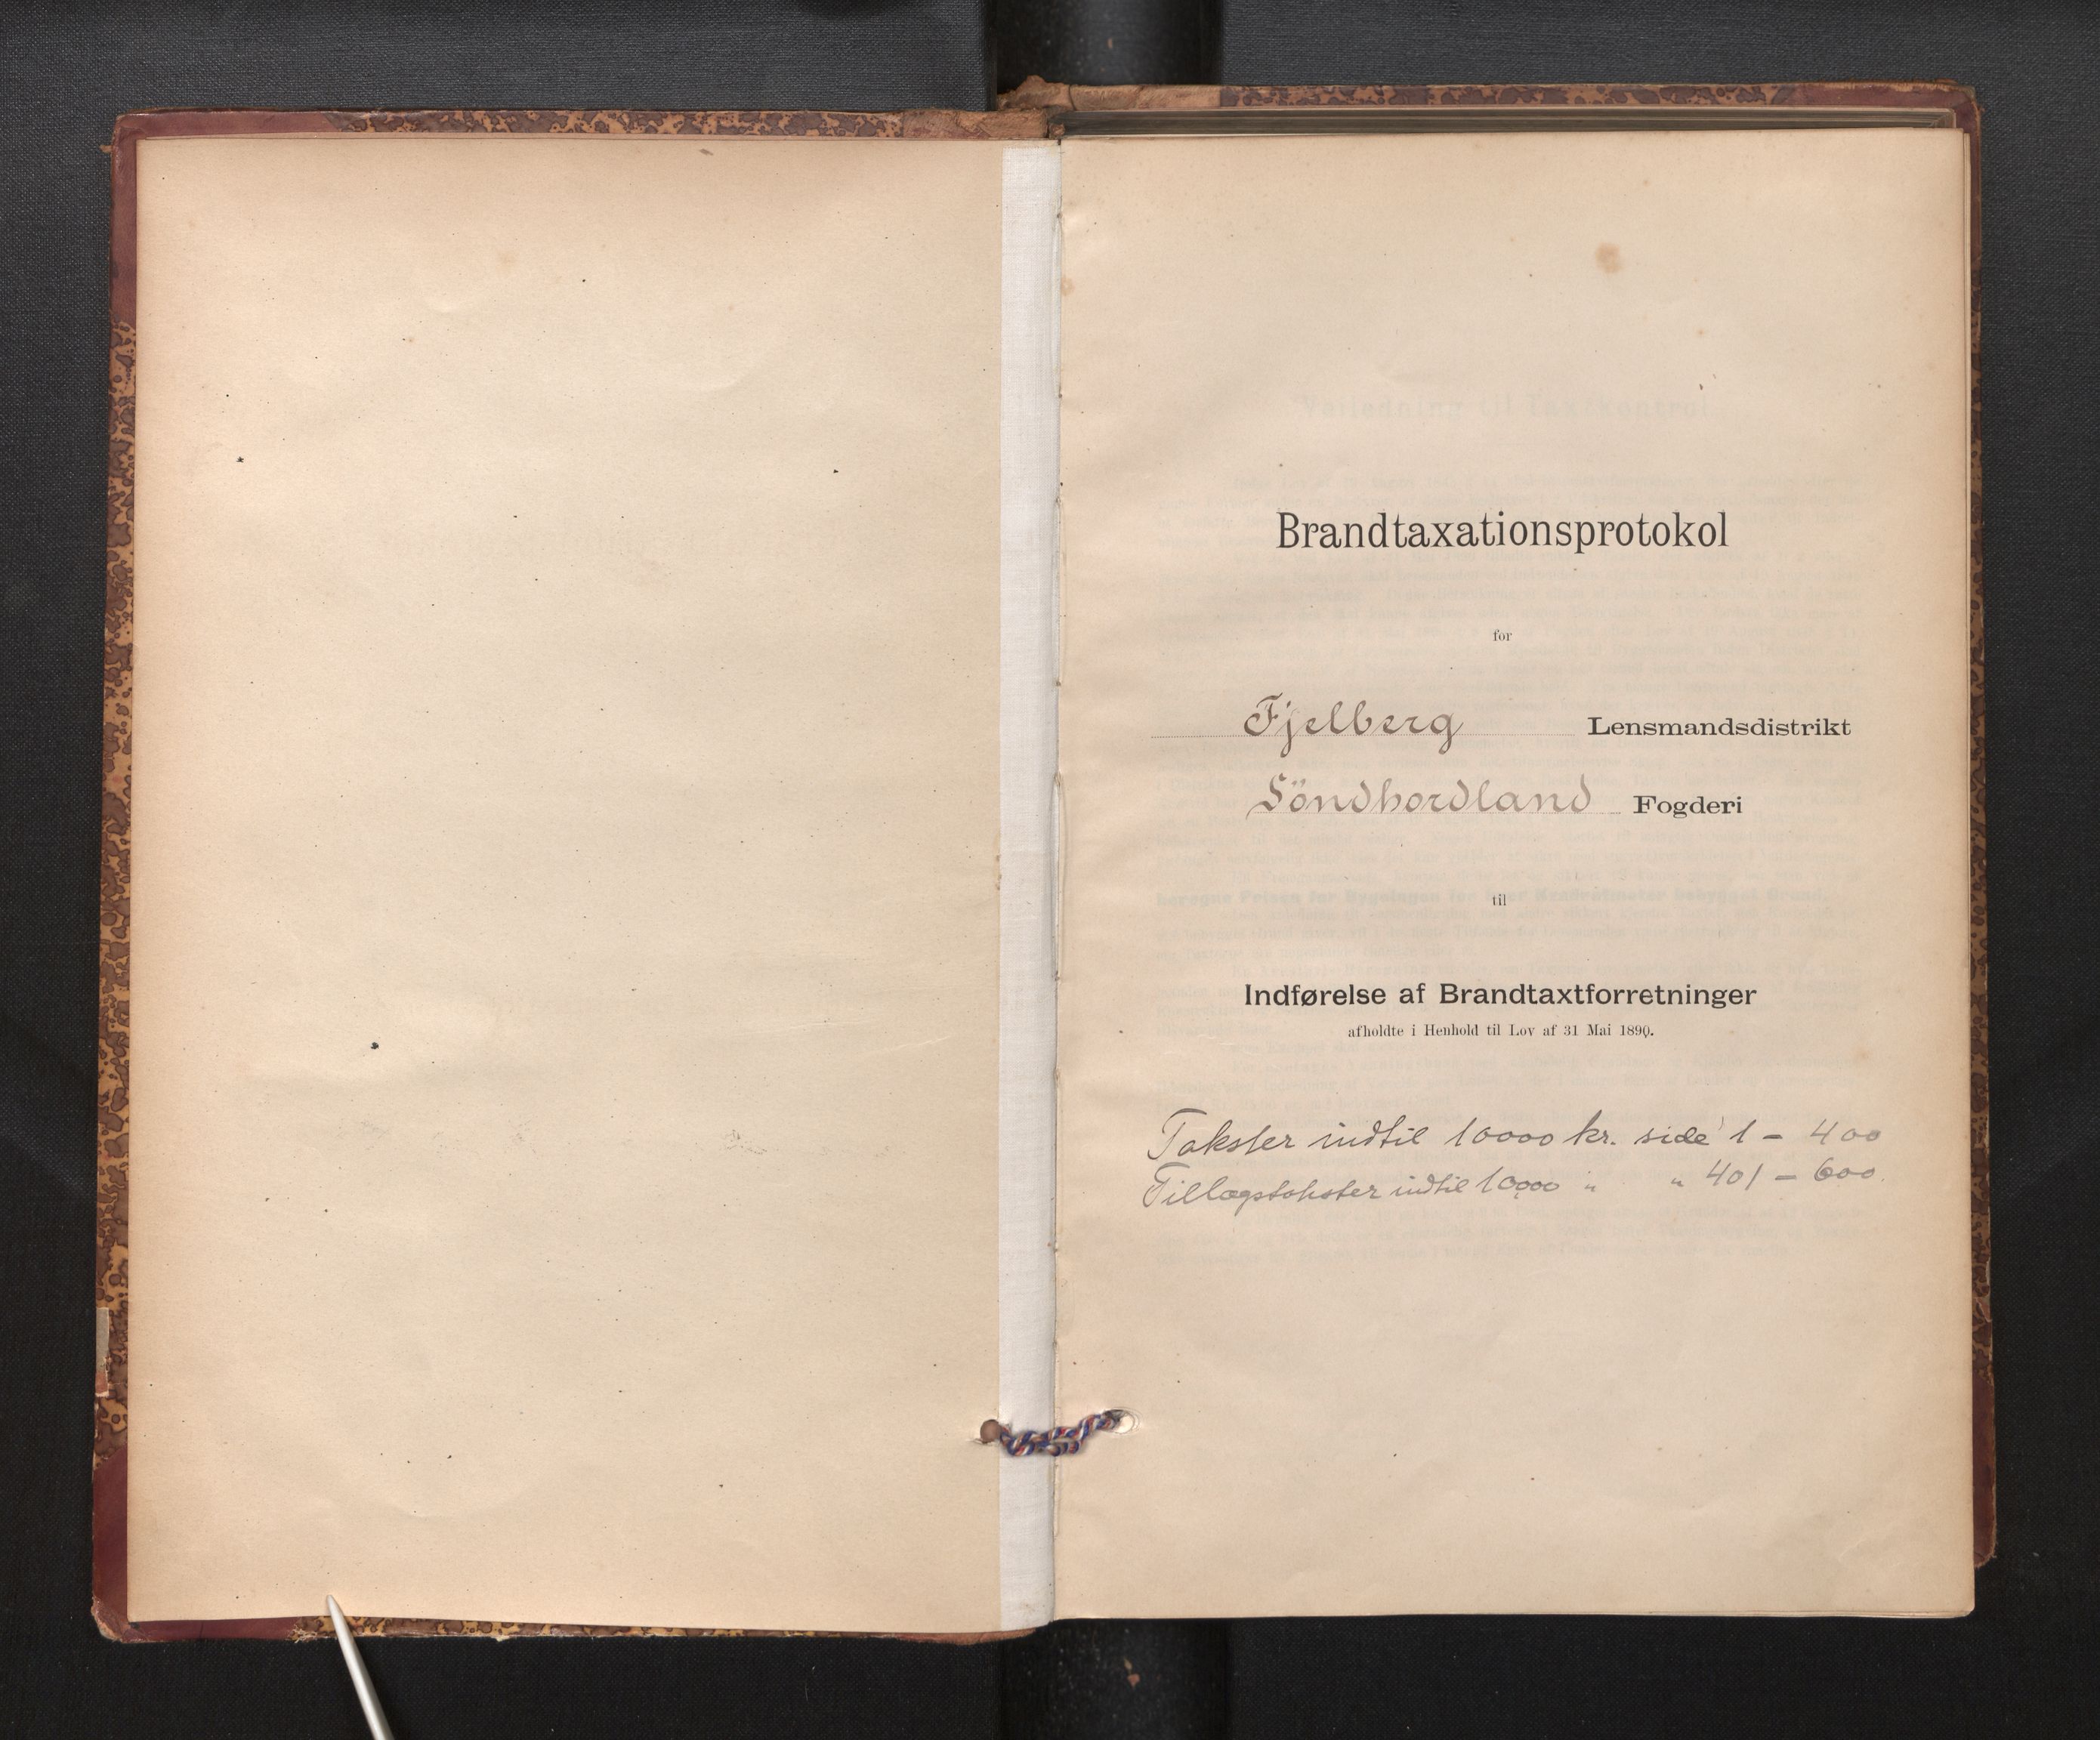 Brandtaxationsprotokol
for
Fjelberg Lensmandsdistrikt
Söndhordland Fogderi
til
Indførelse af Brandtaxtforretninger
afholdte i Henhold til Lov af 31 Mai 1890.
Takster indtil 10000 kr. side 1 - 400
Tillægstakster indtil 10000 " " 401 - 600.